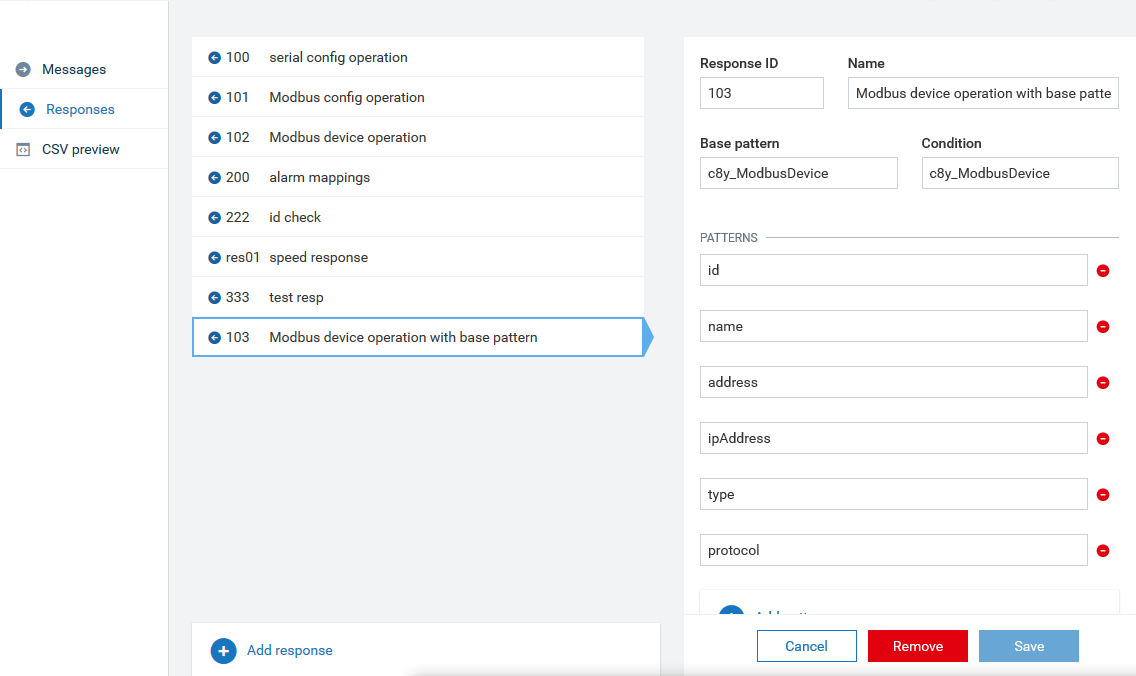 Messages
Responses
CSV preview
100 serial config operation
101 Modbus config operation
102 Modbus device operation
200 alarm mappings
222 id check
res01 speed response
333 test resp
103 Modbus device operation with base pattern
Add response
Response ID Name
103 Modbus device operation with base patte
Base pattern Condition
c8y_ModbusDevice c8y_ModbusDevice
PATTERNS
id
name
address
ipAddress
type
protocol
Cancel Remove Save